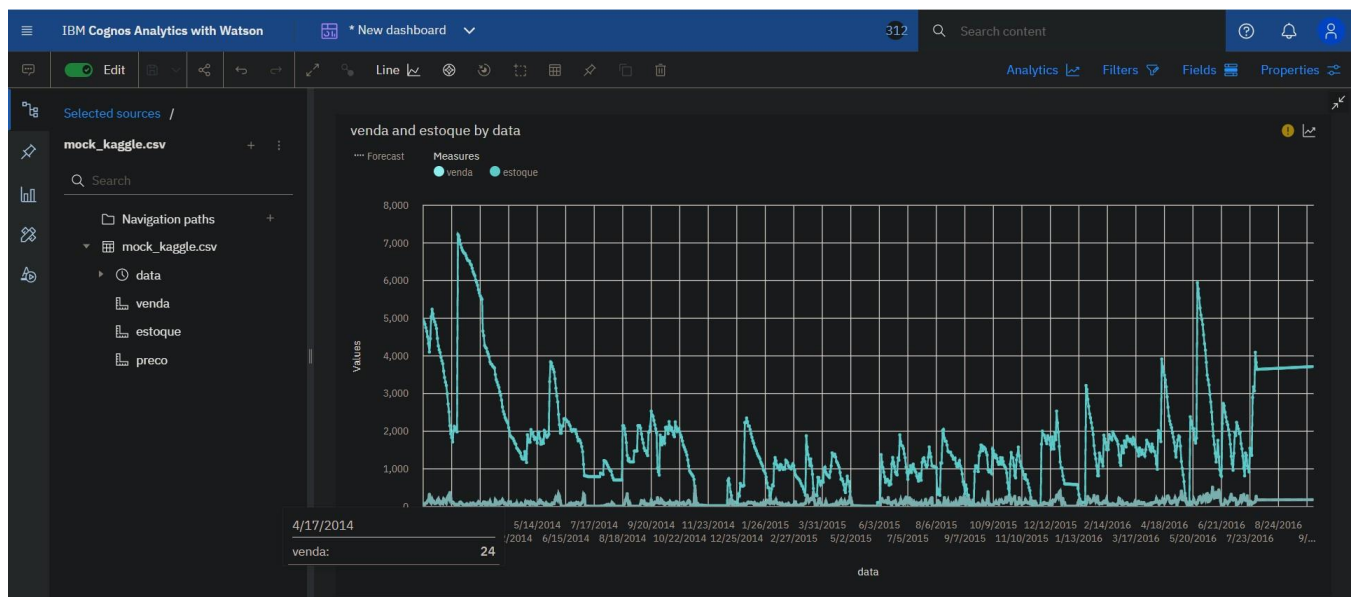 IBM Cognos Analytics with Watson
* New dashboard
312
Search content
Edit
Line
Analytics
Filters
Fields
Properties
Selected sources /
mock_kaggle.csv
Search
Navigation paths
mock_kaggle.csv
data
venda
estoque
preco
venda and estoque by data
Forecast
Measures
venda
estoque
8,000
7,000
6,000
5,000
4,000
3,000
2,000
1,000
0
Values
5/14/2014 7/17/2014 9/20/2014 11/23/2014 1/26/2015 3/31/2015 6/3/2015 8/6/2015 10/9/2015 12/12/2015 2/14/2016 4/18/2016 6/21/2016 8/24/2016
/2014 6/15/2014 8/18/2014 10/22/2014 12/25/2014 2/27/2015 5/2/2015 7/5/2015 9/7/2015 11/10/2015 1/13/2016 3/17/2016 5/20/2016 7/23/2016 9/...
data
4/17/2014
venda: 24